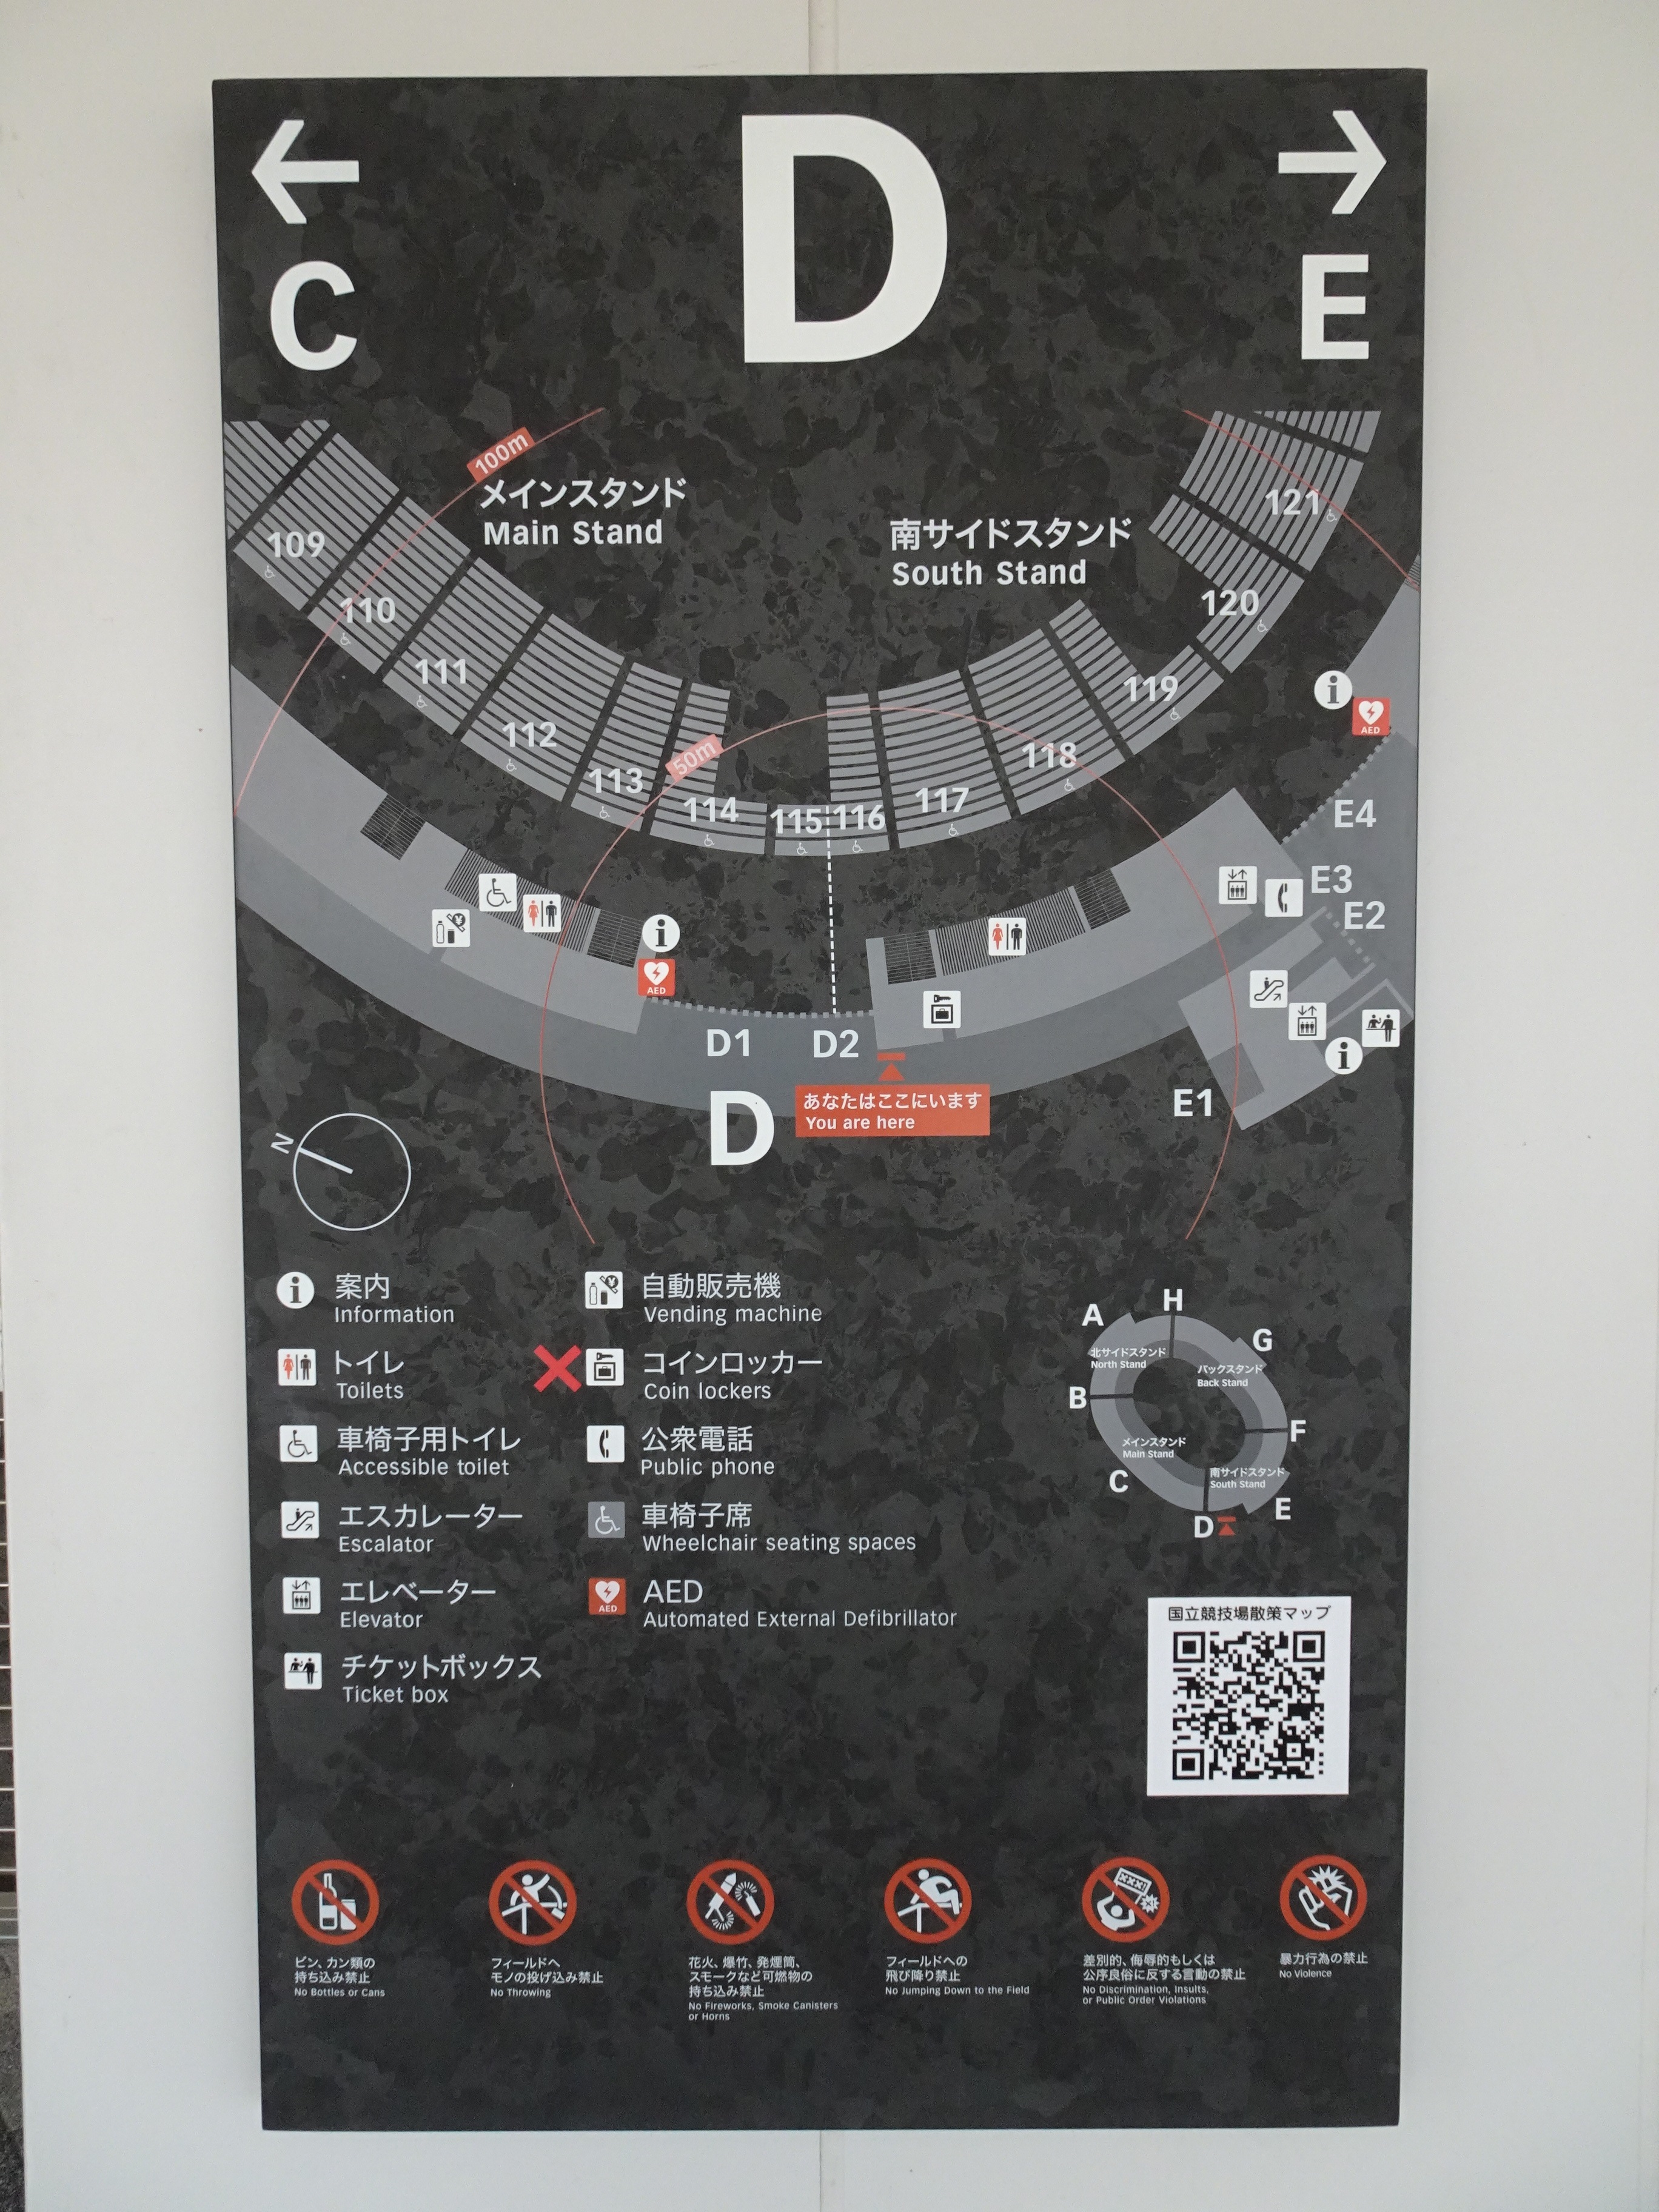 ← D →
C E
100m
メインスタンド
Main Stand
南サイドスタンド
South Stand
109
110
111
112
113
50m
114
115
116
117
118
119
120
121
i
AED
E4
E3
E2
i
AED
D1
D2
i
E1
D
あなたはここにいます
You are here
N
i 案内
Information
トイレ
Toilets
車椅子用トイレ
Accessible toilet
エスカレーター
Escalator
エレベーター
Elevator
チケットボックス
Ticket box
¥ 自動販売機
Vending machine
コインロッカー
Coin lockers
公衆電話
Public phone
車椅子席
Wheelchair seating spaces
AED AED
Automated External Defibrillator
H
A
G
北サイドスタンド
North Stand
バックスタンド
Back Stand
B
F
メインスタンド
Main Stand
C
南サイドスタンド
South Stand
E
D
国立競技場散策マップ
ビン、カン類の
持ち込み禁止
No Bottles or Cans
フィールドへ
モノの投げ込み禁止
No Throwing
花火、爆竹、発煙筒、
スモークなど可燃物の
持ち込み禁止
No Fireworks, Smoke Canisters
or Horns
フィールドへの
飛び降り禁止
No Jumping Down to the Field
差別的、侮辱的もしくは
公序良俗に反する言動の禁止
No Discrimination, Insults,
or Public Order Violations
暴力行為の禁止
No Violence